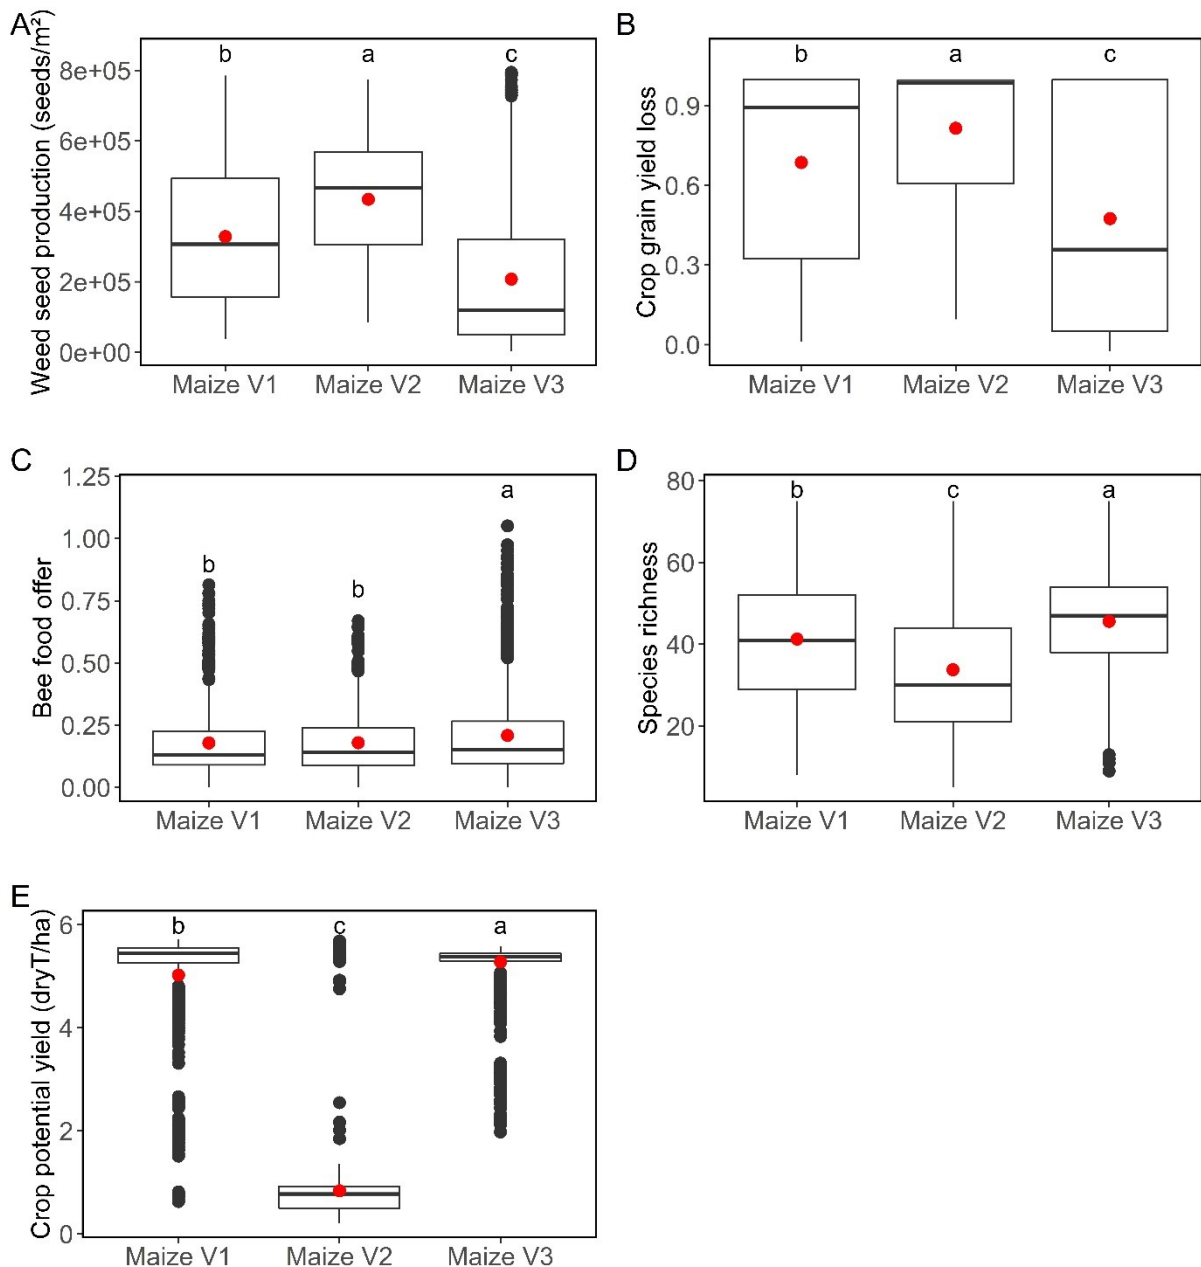 A
Weed seed production (seeds/m²)
8e+05
6e+05
4e+05
2e+05
0e+00
b a c
Maize V1 Maize V2 Maize V3
B
Crop grain yield loss
0.9
0.6
0.3
0.0
b a c
Maize V1 Maize V2 Maize V3
C
Bee food offer
1.25
1.00
0.75
0.50
0.25
0.00
b b a
Maize V1 Maize V2 Maize V3
D
Species richness
80
60
40
20
b c a
Maize V1 Maize V2 Maize V3
E
Crop potential yield (dryT/ha)
6
4
2
0
b c a
Maize V1 Maize V2 Maize V3